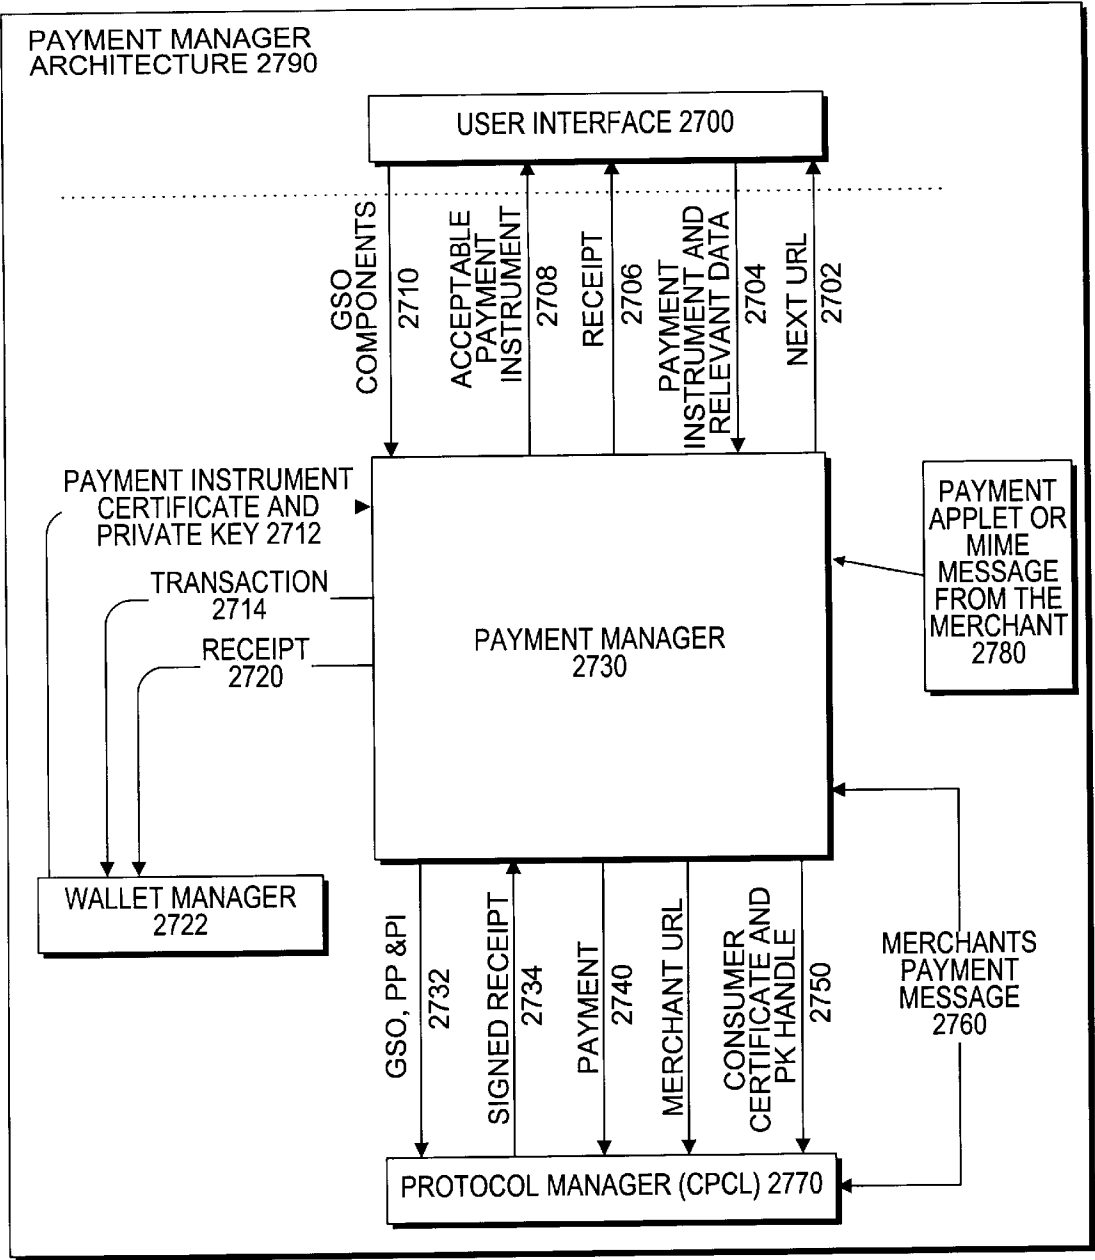 PAYMENT MANAGER
ARCHITECTURE 2790
USER INTERFACE 2700
GSO
COMPONENTS
2710
ACCEPTABLE
PAYMENT
INSTRUMENT
2708
RECEIPT
2706
PAYMENT
INSTRUMENT AND
RELEVANT DATA
2704
NEXT URL
2702
PAYMENT INSTRUMENT
CERTIFICATE AND
PRIVATE KEY 2712
TRANSACTION
2714
RECEIPT
2720
PAYMENT MANAGER
2730
PAYMENT
APPLET OR
MIME
MESSAGE
FROM THE
MERCHANT
2780
WALLET MANAGER
2722
GSO, PP &PI
2732
SIGNED RECEIPT
2734
PAYMENT
2740
MERCHANT URL
CONSUMER
CERTIFICATE AND
PK HANDLE
2750
MERCHANTS
PAYMENT
MESSAGE
2760
PROTOCOL MANAGER (CPCL) 2770